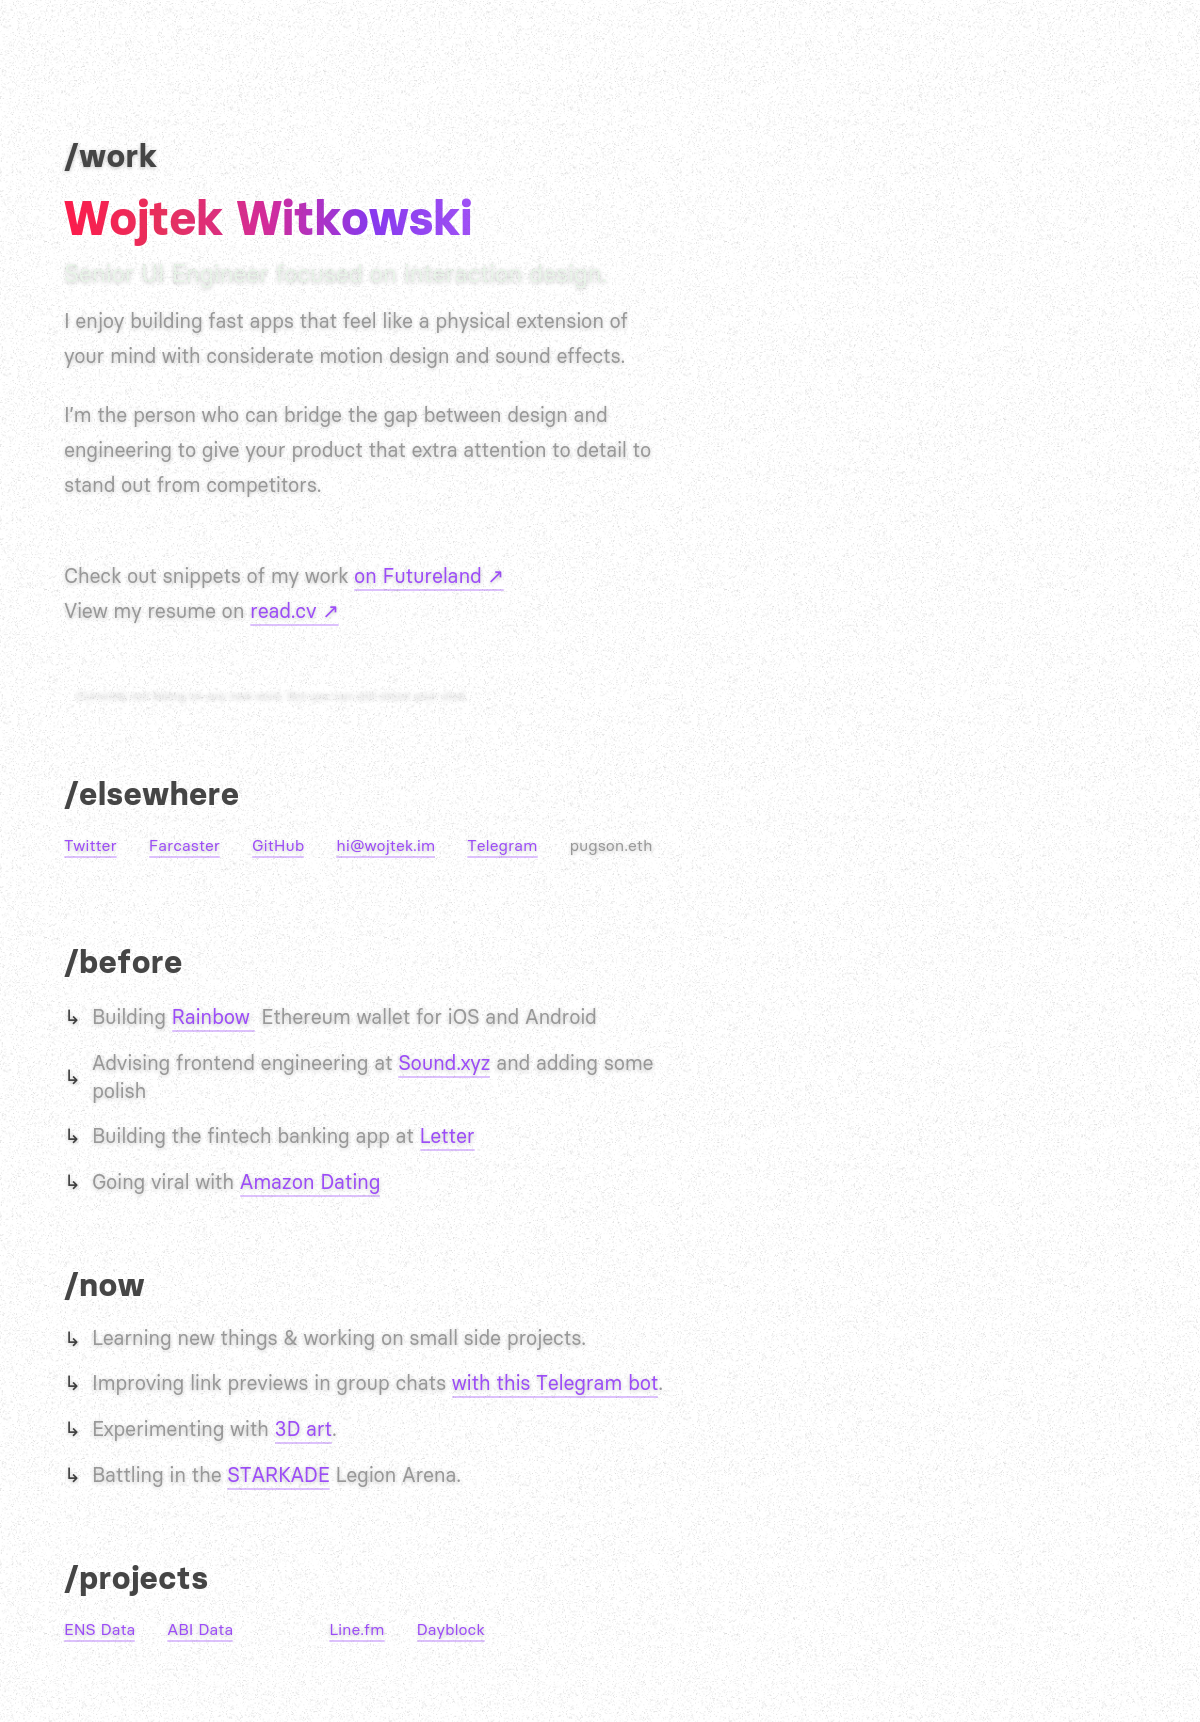 /work
Wojtek Witkowski
Senior UI Engineer focused on interaction design.
I enjoy building fast apps that feel like a physical extension of
your mind with considerate motion design and sound effects.
I’m the person who can bridge the gap between design and
engineering to give your product that extra attention to detail to
stand out from competitors.
Check out snippets of my work on Futureland ↗
View my resume on read.cv ↗
/elsewhere
Twitter Farcaster GitHub hi@wojtek.im Telegram pugson.eth
/before
↳ Building Rainbow Ethereum wallet for iOS and Android
↳ Advising frontend engineering at Sound.xyz and adding some
polish
↳ Building the fintech banking app at Letter
↳ Going viral with Amazon Dating
/now
↳ Learning new things & working on small side projects.
↳ Improving link previews in group chats with this Telegram bot.
↳ Experimenting with 3D art.
↳ Battling in the STARKADE Legion Arena.
/projects
ENS Data ABI Data Line.fm Dayblock